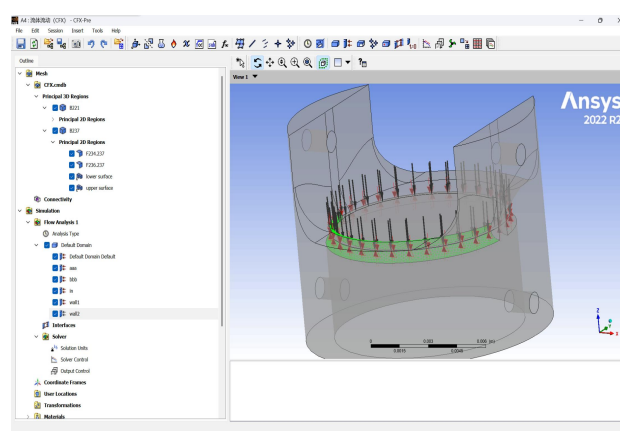 A4 : 流体流动 (CFX) - CFX-Pre
File Edit Session Insert Tools Help
Outline
Mesh
CFX.cmdb
Principal 3D Regions
B221
Principal 2D Regions
B237
Principal 2D Regions
F234.237
F236.237
lower surface
upper surface
Connectivity
Simulation
Flow Analysis 1
Analysis Type
Default Domain
Default Domain Default
aaa
bbb
in
wall1
wall2
Interfaces
Solver
Solution Units
Solver Control
Output Control
Coordinate Frames
User Locations
Transformations
Materials
View 1
Ansys
2022 R2
Z
Y
X
0 0.003 0.006 (m)
0.0015 0.0045